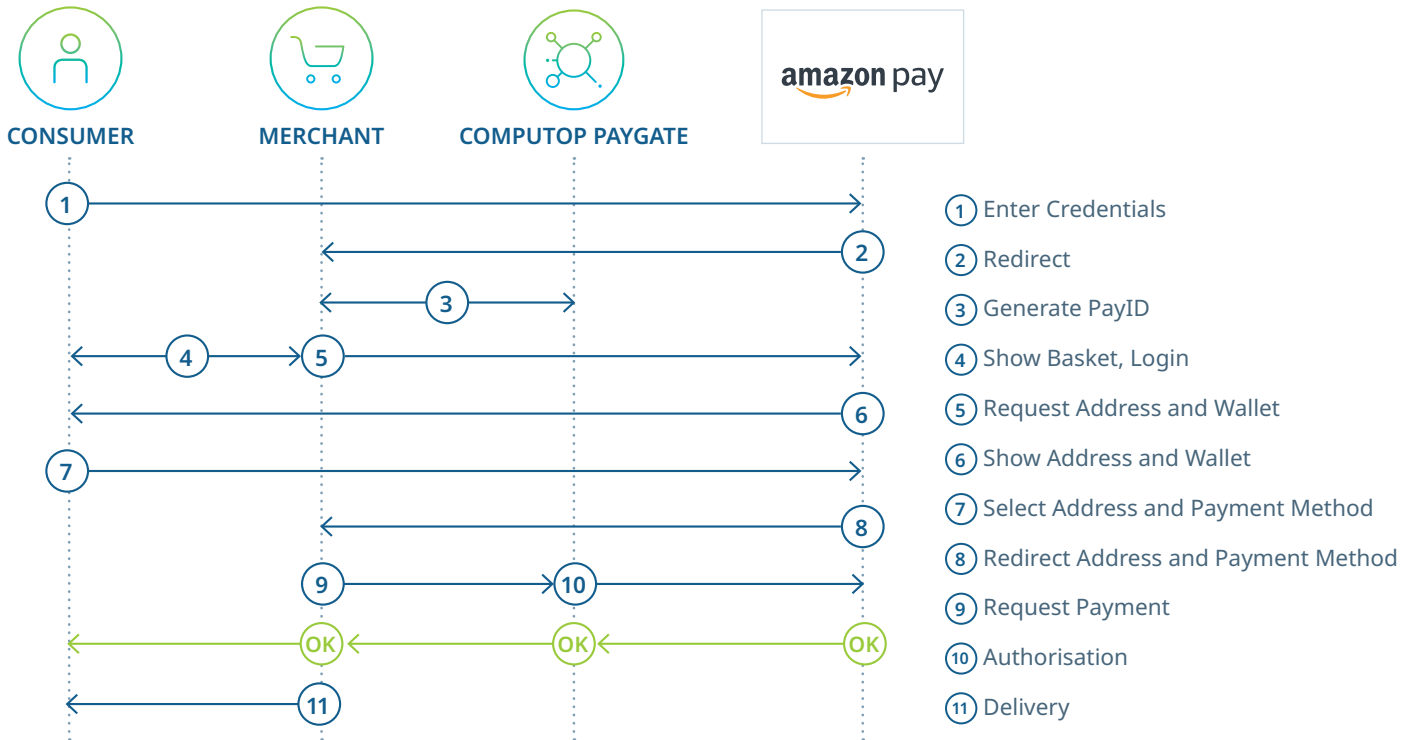 amazon pay
CONSUMER
MERCHANT
COMPUTOP PAYGATE
1
2
3
4
5
6
7
8
9
10
OK
OK
OK
11
1 Enter Credentials
2 Redirect
3 Generate PayID
4 Show Basket, Login
5 Request Address and Wallet
6 Show Address and Wallet
7 Select Address and Payment Method
8 Redirect Address and Payment Method
9 Request Payment
10 Authorisation
11 Delivery